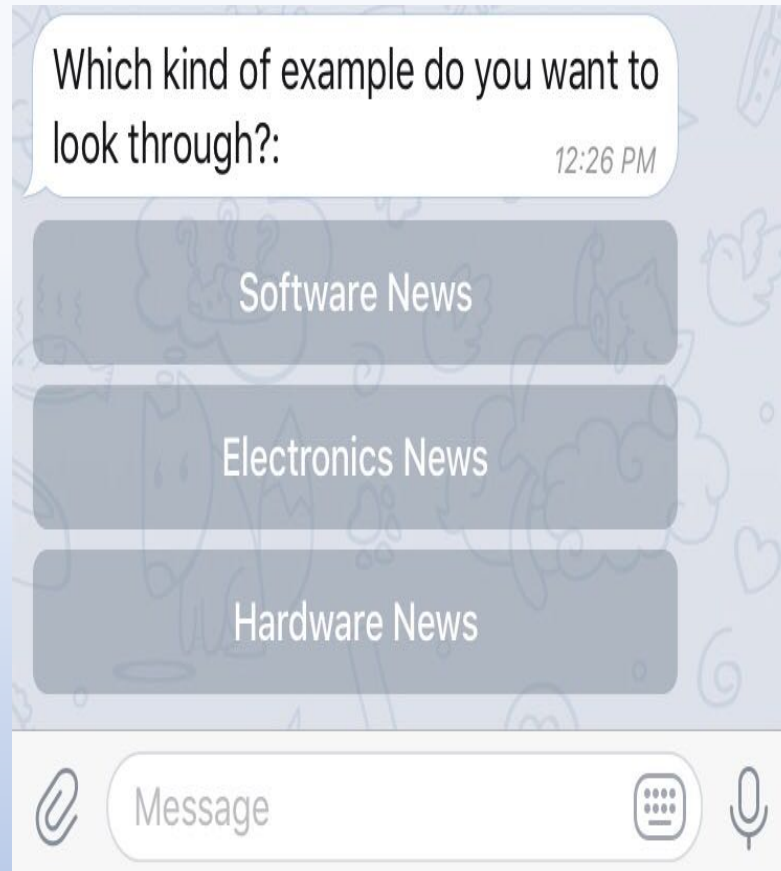 Which kind of example do you want to
look through?:
12:26 PM
Software News
Electronics News
Hardware News
Message